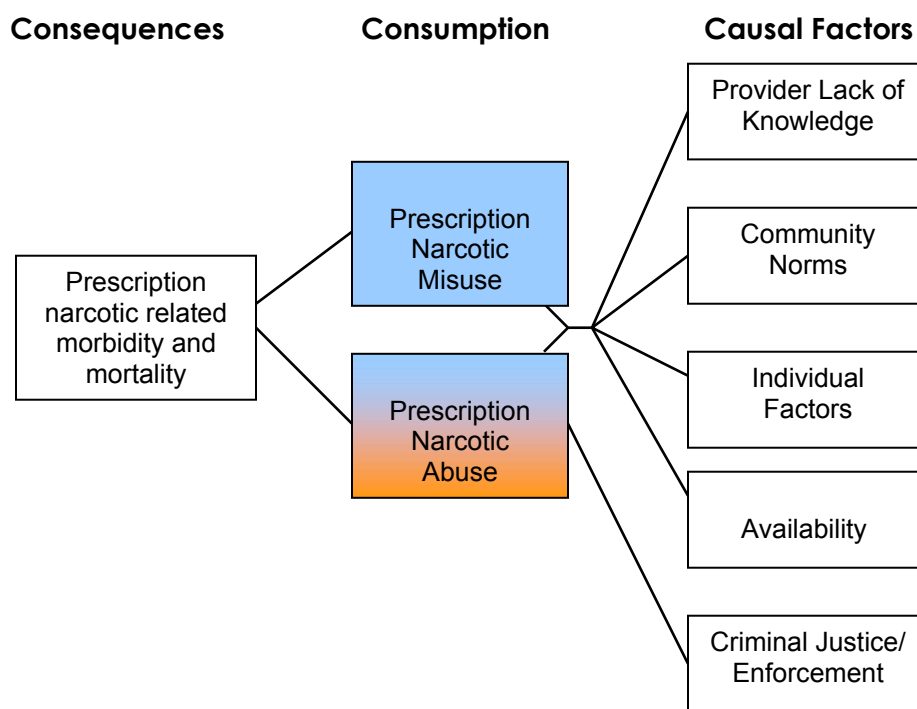 Consequences
Consumption
Causal Factors
Prescription
narcotic related
morbidity and
mortality
Prescription
Narcotic
Misuse
Prescription
Narcotic
Abuse
Provider Lack of
Knowledge
Community
Norms
Individual
Factors
Availability
Criminal Justice/
Enforcement